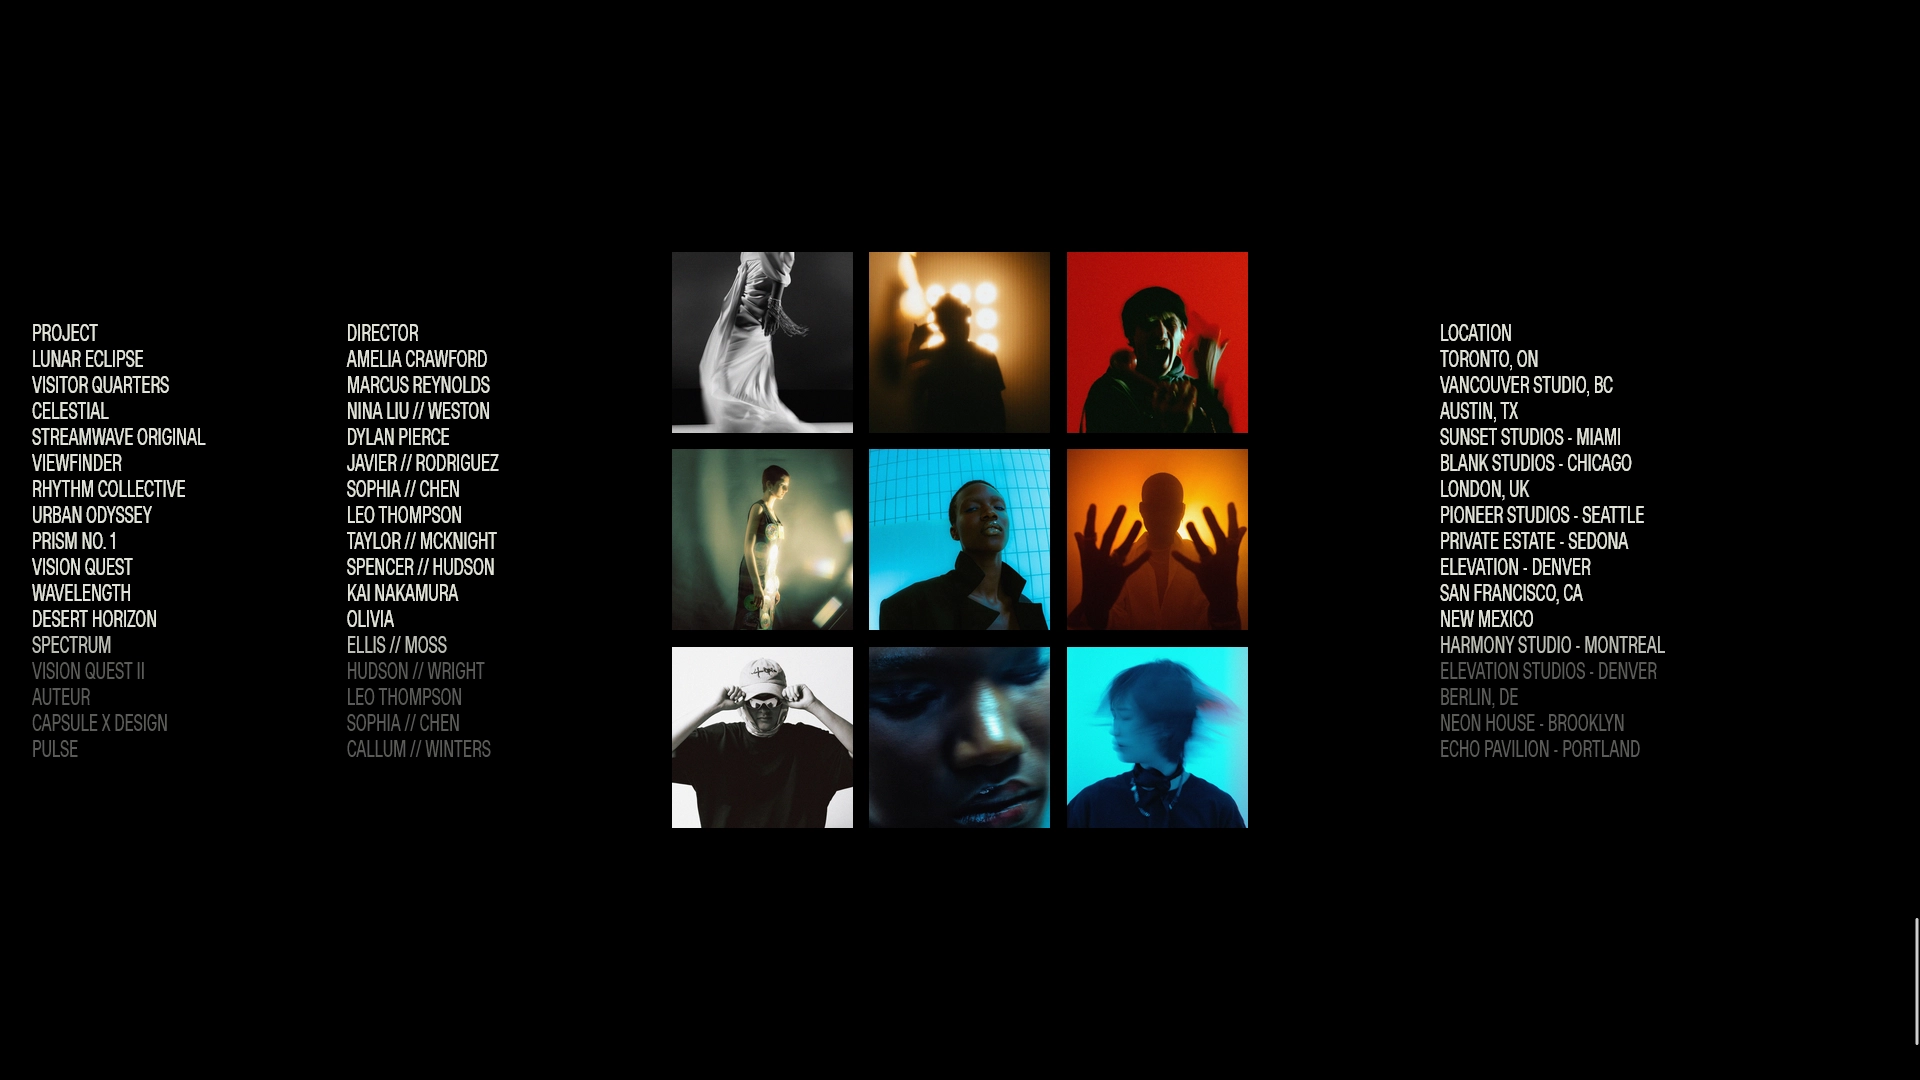 PROJECT
LUNAR ECLIPSE
VISITOR QUARTERS
CELESTIAL
STREAMWAVE ORIGINAL
VIEWFINDER
RHYTHM COLLECTIVE
URBAN ODYSSEY
PRISM NO. 1
VISION QUEST
WAVELENGTH
DESERT HORIZON
SPECTRUM
VISION QUEST II
AUTEUR
CAPSULE X DESIGN
PULSE
DIRECTOR
AMELIA CRAWFORD
MARCUS REYNOLDS
NINA LIU // WESTON
DYLAN PIERCE
JAVIER // RODRIGUEZ
SOPHIA // CHEN
LEO THOMPSON
TAYLOR // MCKNIGHT
SPENCER // HUDSON
KAI NAKAMURA
OLIVIA
ELLIS // MOSS
HUDSON // WRIGHT
LEO THOMPSON
SOPHIA // CHEN
CALLUM // WINTERS
LOCATION
TORONTO, ON
VANCOUVER STUDIO, BC
AUSTIN, TX
SUNSET STUDIOS - MIAMI
BLANK STUDIOS - CHICAGO
LONDON, UK
PIONEER STUDIOS - SEATTLE
PRIVATE ESTATE - SEDONA
ELEVATION - DENVER
SAN FRANCISCO, CA
NEW MEXICO
HARMONY STUDIO - MONTREAL
ELEVATION STUDIOS - DENVER
BERLIN, DE
NEON HOUSE - BROOKLYN
ECHO PAVILION - PORTLAND